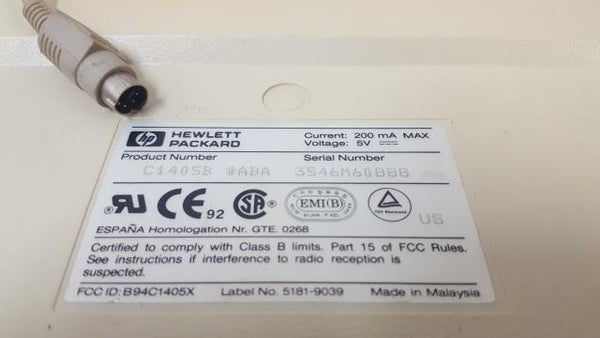 hp HEWLETT PACKARD
Current: 200 mA MAX
Voltage: 5V
Product Number
Serial Number
C1405B #ABA 3546M60888
CE 92 SA EMI(B)
US
ESPAÑA Homologation Nr. GTE. 0268
Certified to comply with Class B limits, Part 15 of FCC Rules.
See instructions if interference to radio reception is
suspected.
FCC ID: B94C1405X Label No. 5181-9039 Made in Malaysia